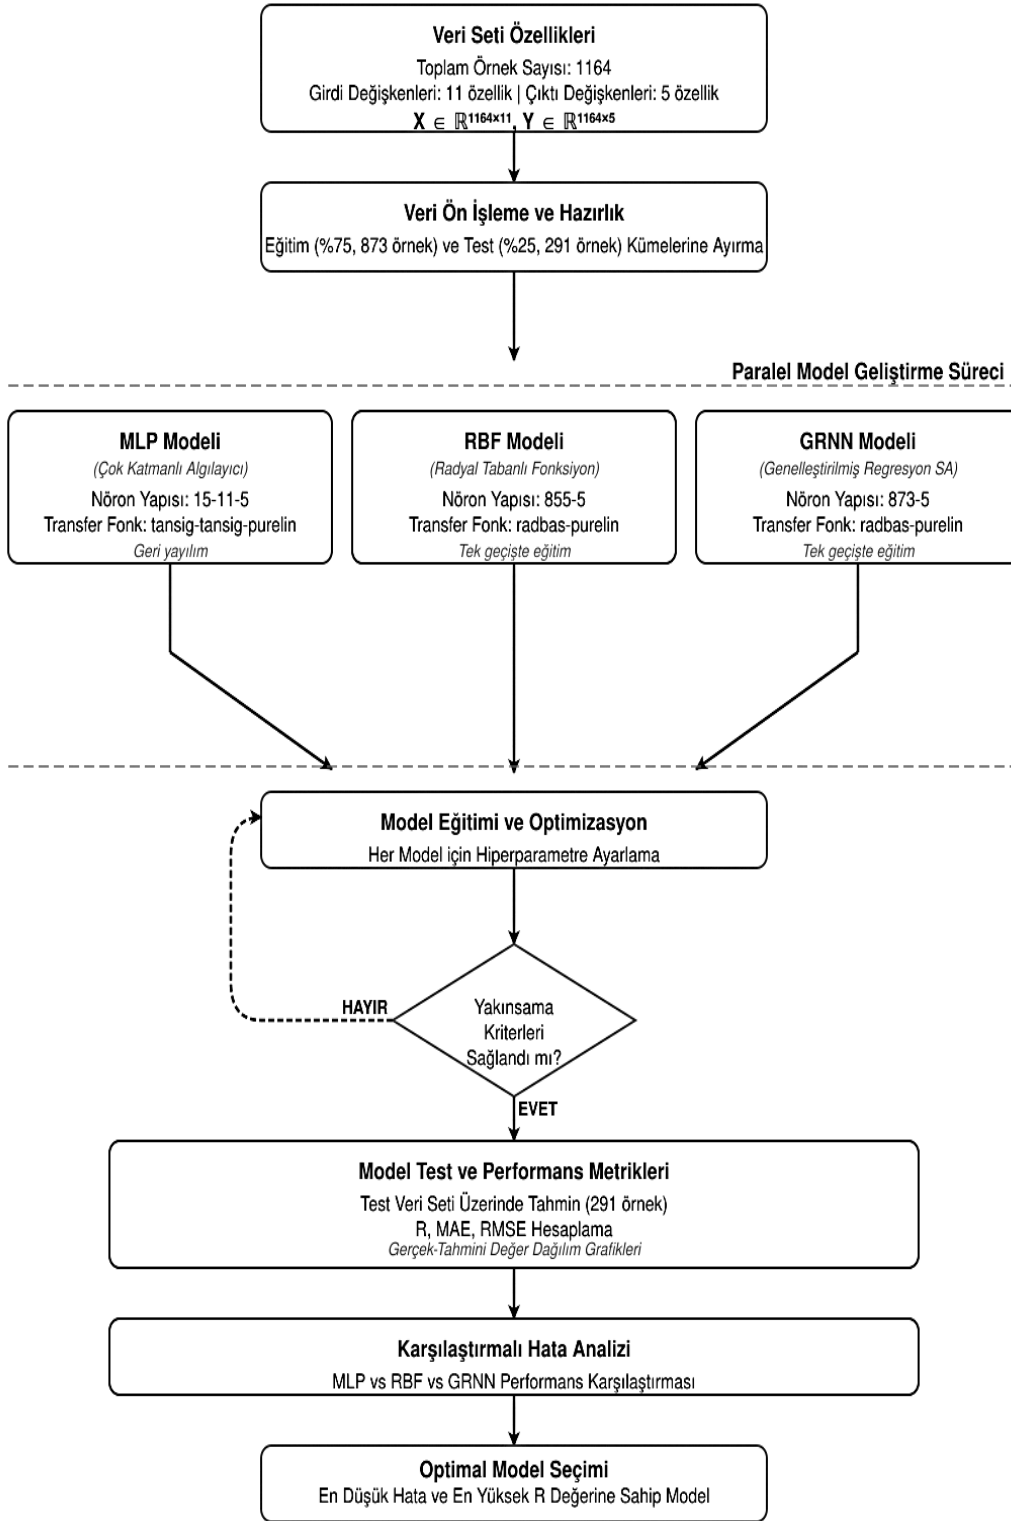 Veri Seti Özellikleri
Toplam Örnek Sayısı: 1164
Girdi Değişkenleri: 11 özellik | Çıktı Değişkenleri: 5 özellik
X ∈ ℝ¹¹⁶⁴ˣ¹¹, Y ∈ ℝ¹¹⁶⁴ˣ⁵
Veri Ön İşleme ve Hazırlık
Eğitim (%75, 873 örnek) ve Test (%25, 291 örnek) Kümelerine Ayırma
Paralel Model Geliştirme Süreci
MLP Modeli
(Çok Katmanlı Algılayıcı)
Nöron Yapısı: 15-11-5
Transfer Fonk: tansig-tansig-purelin
Geri yayılım
RBF Modeli
(Radyal Tabanlı Fonksiyon)
Nöron Yapısı: 855-5
Transfer Fonk: radbas-purelin
Tek geçişte eğitim
GRNN Modeli
(Genelleştirilmiş Regresyon SA)
Nöron Yapısı: 873-5
Transfer Fonk: radbas-purelin
Tek geçişte eğitim
Model Eğitimi ve Optimizasyon
Her Model için Hiperparametre Ayarlama
HAYIR
Yakınsama
Kriterleri
Sağlandı mı?
EVET
Model Test ve Performans Metrikleri
Test Veri Seti Üzerinde Tahmin (291 örnek)
R, MAE, RMSE Hesaplama
Gerçek-Tahmini Değer Dağılım Grafikleri
Karşılaştırmalı Hata Analizi
MLP vs RBF vs GRNN Performans Karşılaştırması
Optimal Model Seçimi
En Düşük Hata ve En Yüksek R Değerine Sahip Model